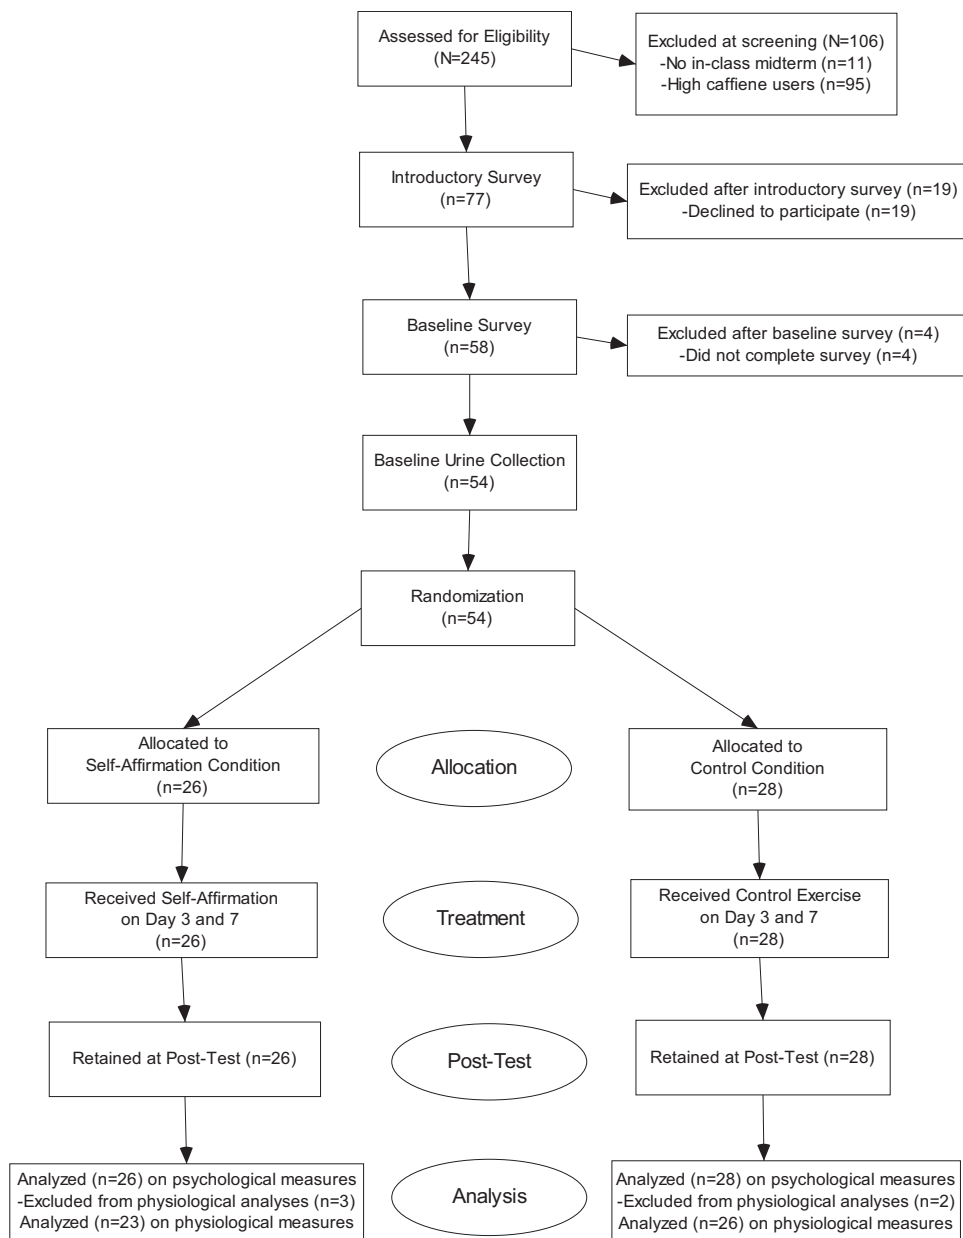 Assessed for Eligibility
(N=245)
Excluded at screening (N=106)
-No in-class midterm (n=11)
-High caffiene users (n=95)
Introductory Survey
(n=77)
Excluded after introductory survey (n=19)
-Declined to participate (n=19)
Baseline Survey
(n=58)
Excluded after baseline survey (n=4)
-Did not complete survey (n=4)
Baseline Urine Collection
(n=54)
Randomization
(n=54)
Allocated to
Self-Affirmation Condition
(n=26)
Allocation
Allocated to
Control Condition
(n=28)
Received Self-Affirmation
on Day 3 and 7
(n=26)
Treatment
Received Control Exercise
on Day 3 and 7
(n=28)
Retained at Post-Test (n=26)
Post-Test
Retained at Post-Test (n=28)
Analyzed (n=26) on psychological measures
-Excluded from physiological analyses (n=3)
Analyzed (n=23) on physiological measures
Analysis
Analyzed (n=28) on psychological measures
-Excluded from physiological analyses (n=2)
Analyzed (n=26) on physiological measures